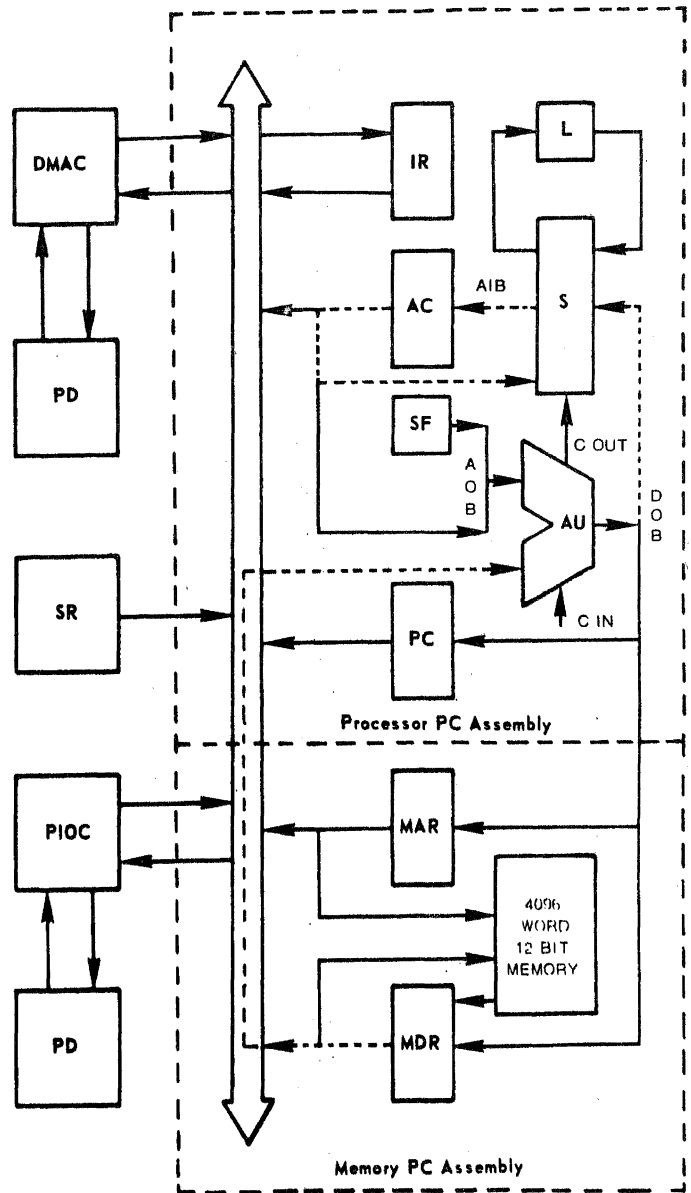 DMAC
IR
L
AIB
AC
S
PD
SF
C OUT
A
O
B
AU
D
O
B
SR
C IN
PC
Processor PC Assembly
PIOC
MAR
4096
WORD
12 BIT
MEMORY
PD
MDR
Memory PC Assembly